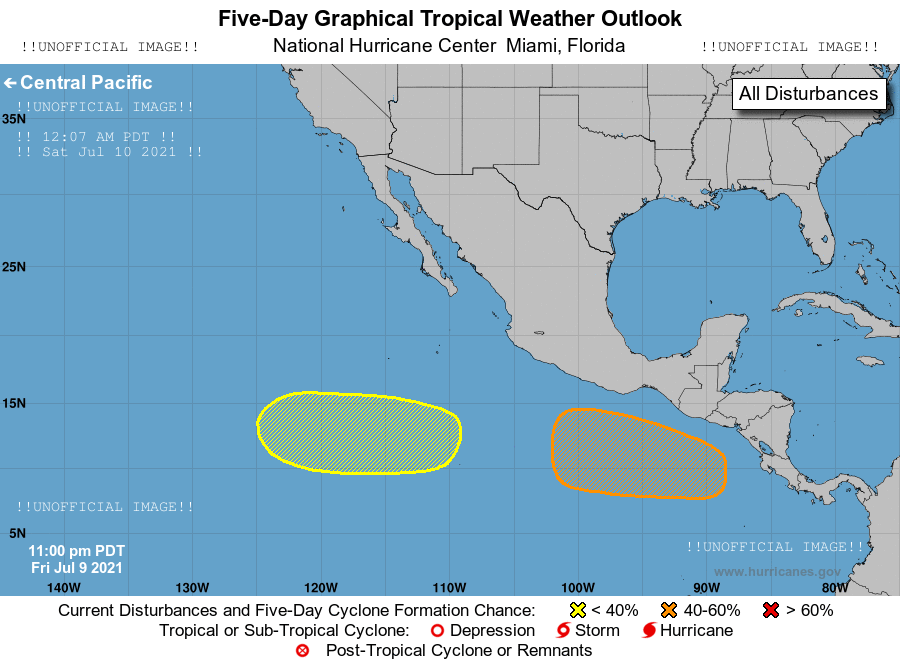 Five-Day Graphical Tropical Weather Outlook
!!UNOFFICIAL IMAGE!! National Hurricane Center  Miami, Florida !!UNOFFICIAL IMAGE!!
← Central Pacific
All Disturbances
!!UNOFFICIAL IMAGE!!
35N
!! 12:07 AM PDT !!
!! Sat Jul 10 2021 !!
25N
15N
!!UNOFFICIAL IMAGE!!
5N
!!UNOFFICIAL IMAGE!!
11:00 pm PDT
Fri Jul 9 2021
www.hurricanes.gov
140W 130W 120W 110W 100W 90W 80W
Current Disturbances and Five-Day Cyclone Formation Chance: < 40% 40-60% > 60%
Tropical or Sub-Tropical Cyclone: Depression Storm Hurricane
Post-Tropical Cyclone or Remnants